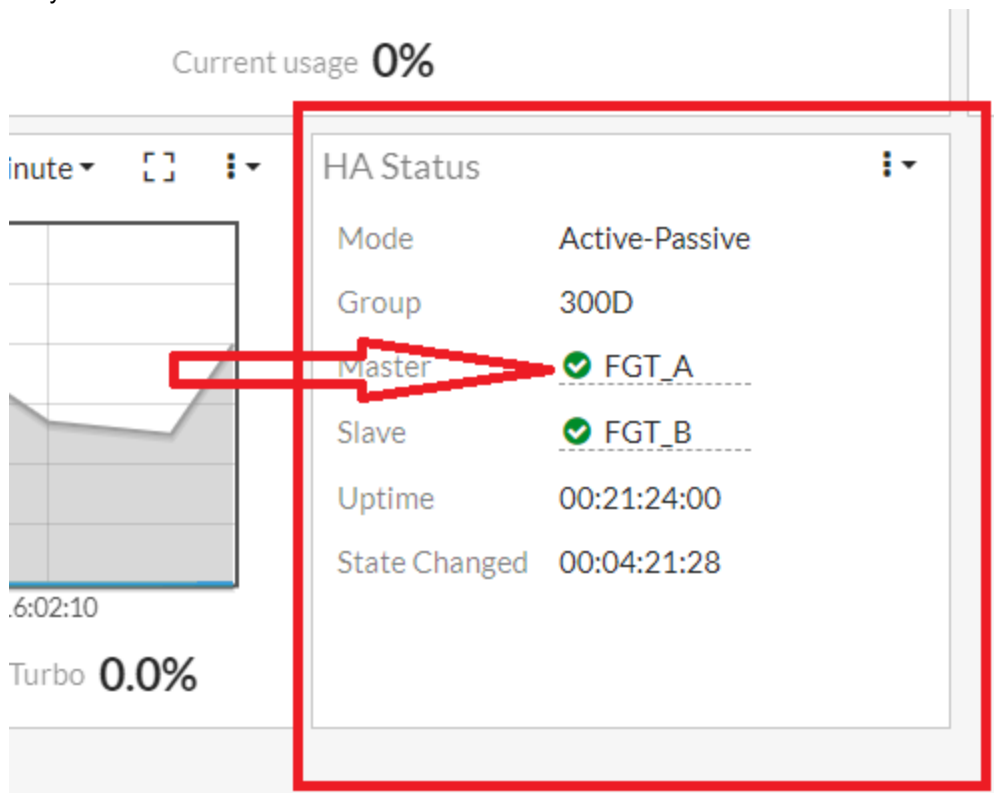 Current usage 0%
inute
HA Status
Mode Active-Passive
Group 300D
Master FGT_A
Slave FGT_B
Uptime 00:21:24:00
State Changed 00:04:21:28
6:02:10
Turbo 0.0%